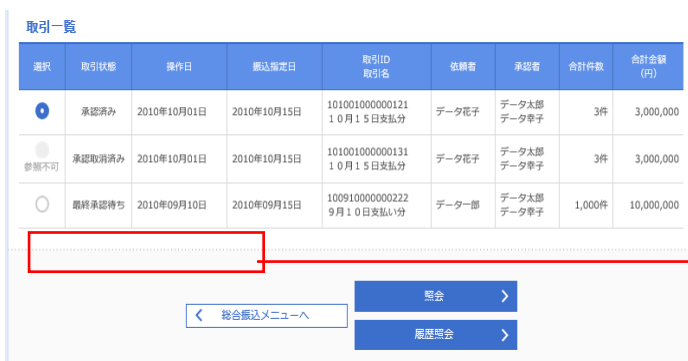 取引一覧
選択 取引状態 操作日 振込指定日 取引ID 依頼者 承認者 合計件数 合計金額
取引名 (円)
承認済み 2010年10月01日 2010年10月15日 101001000000121 データ花子 データ太郎 3件 3,000,000
10月15日支払分 データ幸子
参照不可 承認取消済み 2010年10月01日 2010年10月15日 101001000000131 データ花子 データ太郎 3件 3,000,000
10月15日支払分 データ幸子
最終承認待ち 2010年09月10日 2010年09月15日 100910000000222 データ一郎 データ太郎 1,000件 10,000,000
9月10日支払い分 データ幸子
照会
総合振込メニューへ
履歴照会